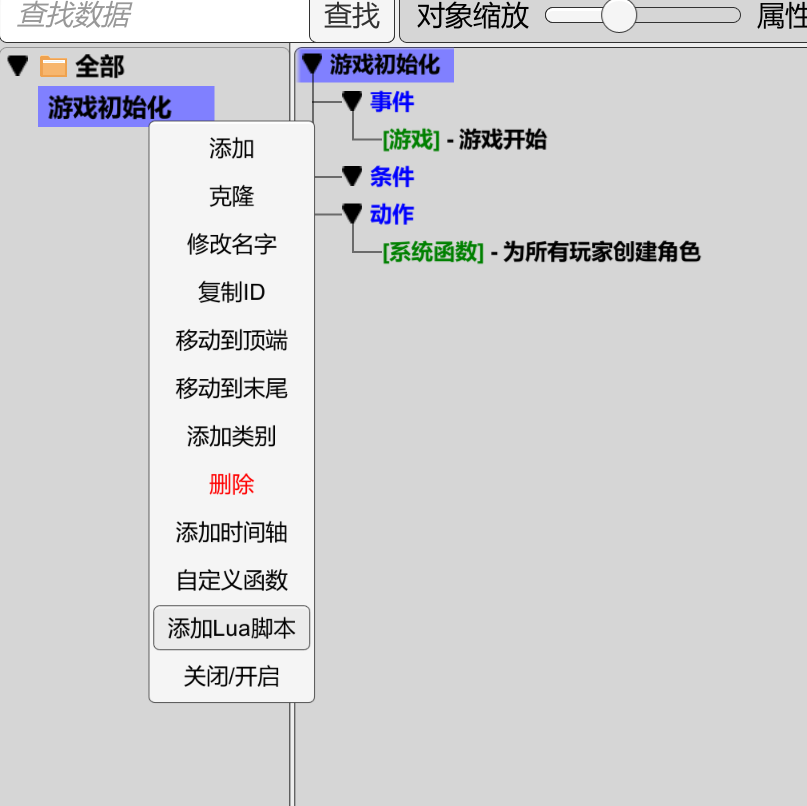 查找数据
查找
对象缩放
属性
全部
游戏初始化
添加
克隆
修改名字
复制ID
移动到顶端
移动到末尾
添加类别
删除
添加时间轴
自定义函数
添加Lua脚本
关闭/开启
游戏初始化
事件
[游戏] - 游戏开始
条件
动作
[系统函数] - 为所有玩家创建角色